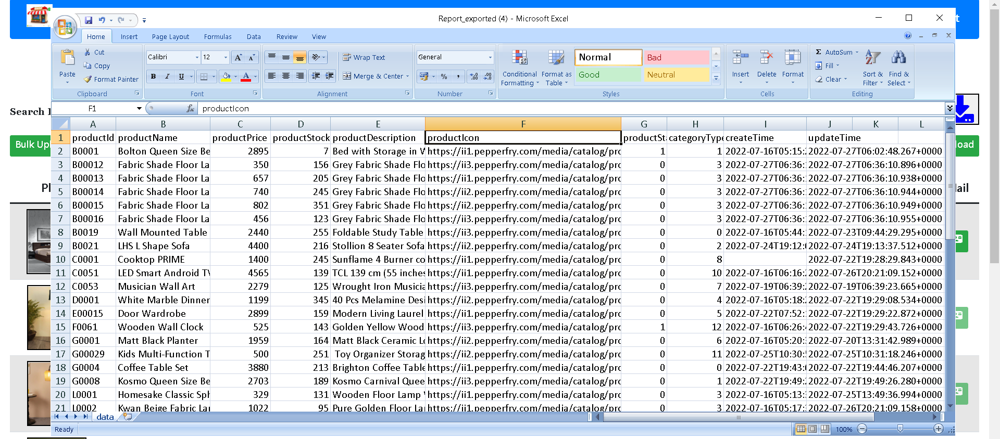 Report_exported (4) - Microsoft Excel
Home Insert Page Layout Formulas Data Review View
Paste Cut Copy Format Painter Clipboard
Calibri 12 B I U A A A Font
Wrap Text Merge & Center Alignment
General % , Number
Conditional Formatting Format as Table Normal Bad Good Neutral Styles
Insert Delete Format Cells
Σ AutoSum Fill Clear Sort & Filter Find & Select Editing
Search
F1 fx productIcon
Bulk Upl
load
A B C D E F G H I J K L
1 productId productName productPrice productStock productDescription productIcon productSta categoryType createTime updateTime
2 B0001 Bolton Queen Size Be 2895 7 Bed with Storage in W https://ii1.pepperfry.com/media/catalog/pro 1 1 2022-07-16T05:15: 2022-07-27T06:02:48.267+0000
3 B00012 Fabric Shade Floor La 350 156 Grey Fabric Shade Flo https://ii3.pepperfry.com/media/catalog/pro 0 3 2022-07-27T06:36: 2022-07-27T06:36:10.896+0000
4 B00013 Fabric Shade Floor La 657 205 Grey Fabric Shade Flo https://ii1.pepperfry.com/media/catalog/pro 0 3 2022-07-27T06:36: 2022-07-27T06:36:10.938+0000
5 B00014 Fabric Shade Floor La 740 245 Grey Fabric Shade Flo https://ii2.pepperfry.com/media/catalog/pro 0 3 2022-07-27T06:36: 2022-07-27T06:36:10.944+0000
6 B00015 Fabric Shade Floor La 802 351 Grey Fabric Shade Flo https://ii2.pepperfry.com/media/catalog/pro 0 3 2022-07-27T06:36: 2022-07-27T06:36:10.949+0000
7 B00016 Fabric Shade Floor La 456 123 Grey Fabric Shade Flo https://ii3.pepperfry.com/media/catalog/pro 0 3 2022-07-27T06:36: 2022-07-27T06:36:10.955+0000
8 B0019 Wall Mounted Table 2440 255 Foldable Study Table https://ii3.pepperfry.com/media/catalog/pro 0 0 2022-07-16T05:44: 2022-07-23T09:44:29.295+0000
9 B0021 LHS L Shape Sofa 4400 216 Stollion 8 Seater Sofa https://ii2.pepperfry.com/media/catalog/pro 0 2 2022-07-24T19:12: 2022-07-24T19:13:37.512+0000
10 C0001 Cooktop PRIME 1400 245 Sunflame 4 Burner co https://ii1.pepperfry.com/media/catalog/pro 0 8 2022-07-22T19:28:29.843+0000
11 C0051 LED Smart Android TV 4565 139 TCL 139 cm (55 inches https://ii1.pepperfry.com/media/catalog/pro 0 10 2022-07-16T06:16: 2022-07-26T20:21:09.152+0000
12 C0053 Musician Wall Art 2279 125 Wrought Iron Musicia https://ii3.pepperfry.com/media/catalog/pro 0 7 2022-07-19T06:39: 2022-07-19T06:39:23.665+0000
13 D0001 White Marble Dinner 1199 345 40 Pcs Melamine Desi https://ii2.pepperfry.com/media/catalog/pro 0 4 2022-07-16T05:18: 2022-07-22T19:29:08.534+0000
14 E00015 Door Wardrobe 2899 159 Modern Living Laurel https://ii1.pepperfry.com/media/catalog/pro 0 5 2022-07-22T07:52: 2022-07-22T19:29:22.872+0000
15 F0061 Wooden Wall Clock 525 143 Golden Yellow Wood https://ii3.pepperfry.com/media/catalog/pro 1 12 2022-07-16T06:26: 2022-07-22T19:29:43.726+0000
16 G0001 Matt Black Planter 1959 164 Matt Black Ceramic Lo https://ii2.pepperfry.com/media/catalog/pro 0 6 2022-07-16T05:20: 2022-07-20T13:31:42.989+0000
17 G00029 Kids Multi-Function T 500 251 Toy Organizer Storag https://ii2.pepperfry.com/media/catalog/pro 0 11 2022-07-25T10:30: 2022-07-25T10:31:18.246+0000
18 G0004 Coffee Table Set 3880 213 Brighton Coffee Table https://ii1.pepperfry.com/media/catalog/pro 0 0 2022-07-22T19:43: 2022-07-22T19:44:46.207+0000
19 G0008 Kosmo Queen Size Be 2703 189 Kosmo Carnival Quee https://ii3.pepperfry.com/media/catalog/pro 0 1 2022-07-22T19:49: 2022-07-22T19:49:26.280+0000
20 L0001 Homesake Classic Sph 329 131 Wooden Floor Lamp https://ii1.pepperfry.com/media/catalog/pro 0 3 2022-07-16T05:13: 2022-07-25T13:49:36.994+0000
21 L0002 Kwan Beige Fabric Lar 1022 95 Pure Golden Floor Lar https://ii1.pepperfry.com/media/catalog/pro 0 3 2022-07-16T05:17: 2022-07-26T20:21:09.158+0000
data
Ready 100%